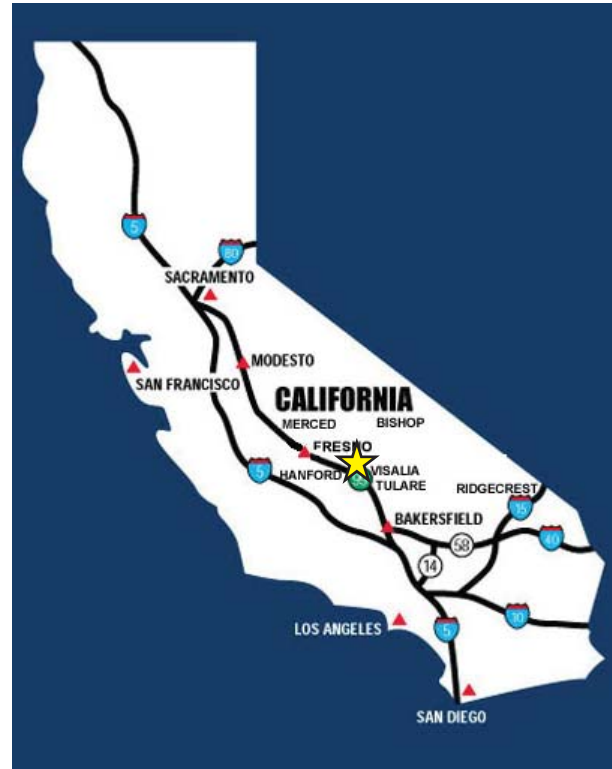 5
80
SACRAMENTO
MODESTO
SAN FRANCISCO
CALIFORNIA
MERCED
BISHOP
FRESNO
5
HANFORD
VISALIA
TULARE
RIDGECREST
15
BAKERSFIELD
58
40
14
10
LOS ANGELES
5
SAN DIEGO